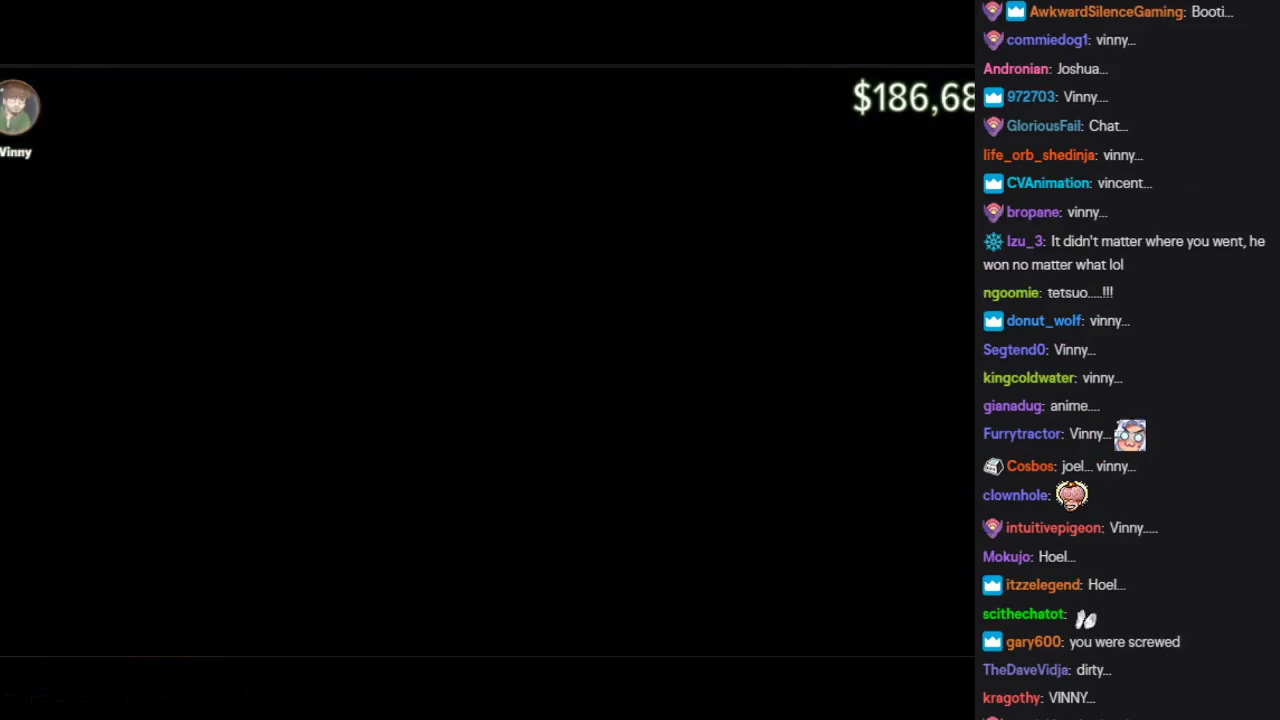 Vinny
$186,68
AwkwardSilenceGaming: Booti...
commiedog1: vinny...
Andronian: Joshua...
972703: Vinny....
GloriousFail: Chat...
life_orb_shedinja: vinny...
CVAnimation: vincent...
bropane: vinny...
Izu_3: It didn't matter where you went, he
won no matter what lol
ngoomie: tetsuo.....!!!
donut_wolf: vinny...
Segtend0: Vinny...
kingcoldwater: vinny...
gianadug: anime....
Furrytractor: Vinny...
Cosbos: joel... vinny...
clownhole:
intuitivepigeon: Vinny.....
Mokujo: Hoel...
itzzelegend: Hoel...
scithechatot:
gary600: you were screwed
TheDaveVidja: dirty...
kragothy: VINNY...